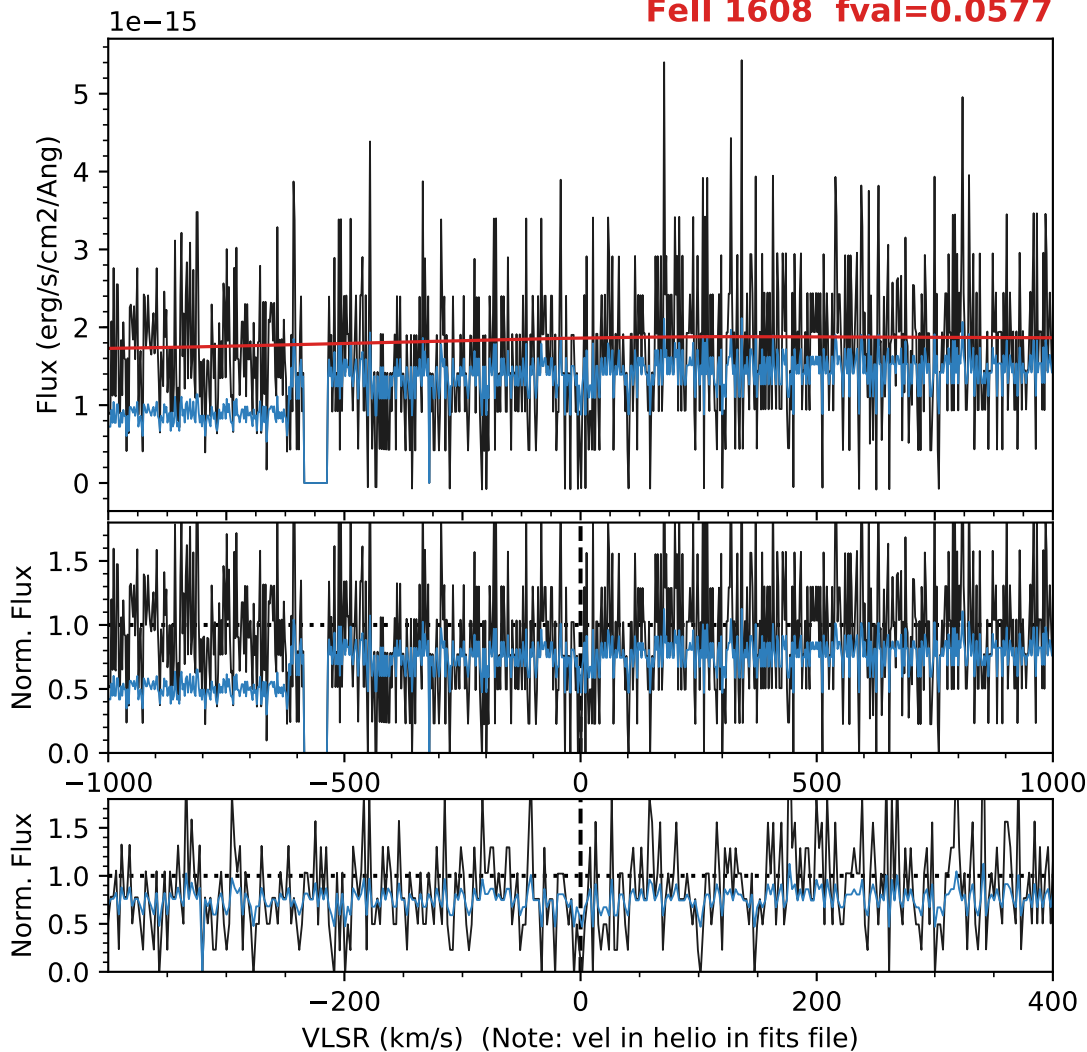 FeII 1608 fval=0.0577
1e−15
Flux (erg/s/cm2/Ang)
5
4
3
2
1
0
Norm. Flux
1.5
1.0
0.5
0.0
−1000 −500 0 500 1000
Norm. Flux
1.5
1.0
0.5
0.0
−200 0 200 400
VLSR (km/s) (Note: vel in helio in fits file)